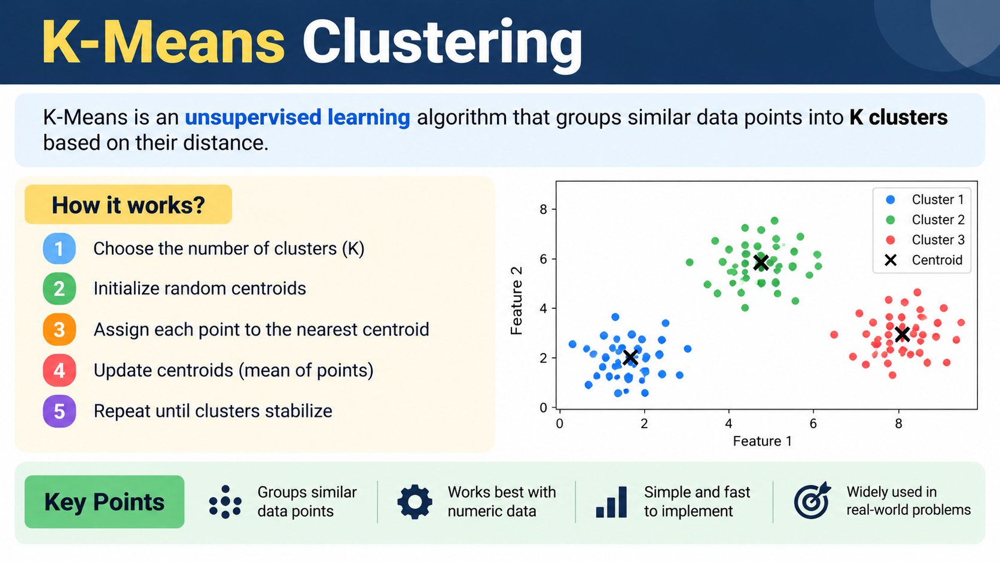 K-Means Clustering
K-Means is an unsupervised learning algorithm that groups similar data points into K clusters
based on their distance.
How it works?
1 Choose the number of clusters (K)
2 Initialize random centroids
3 Assign each point to the nearest centroid
4 Update centroids (mean of points)
5 Repeat until clusters stabilize
Feature 2
8
6
4
2
0
0 2 4 6 8
Feature 1
Cluster 1
Cluster 2
Cluster 3
Centroid
Key Points
Groups similar
data points
Works best with
numeric data
Simple and fast
to implement
Widely used in
real-world problems